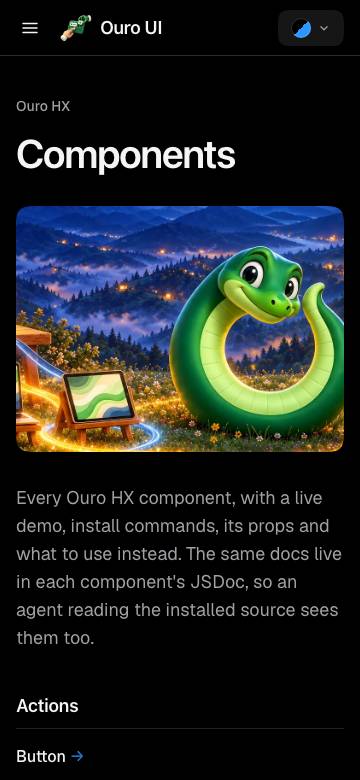 Ouro UI
Ouro HX
Components
Every Ouro HX component, with a live
demo, install commands, its props and
what to use instead. The same docs live
in each component's JSDoc, so an
agent reading the installed source sees
them too.
Actions
Button →